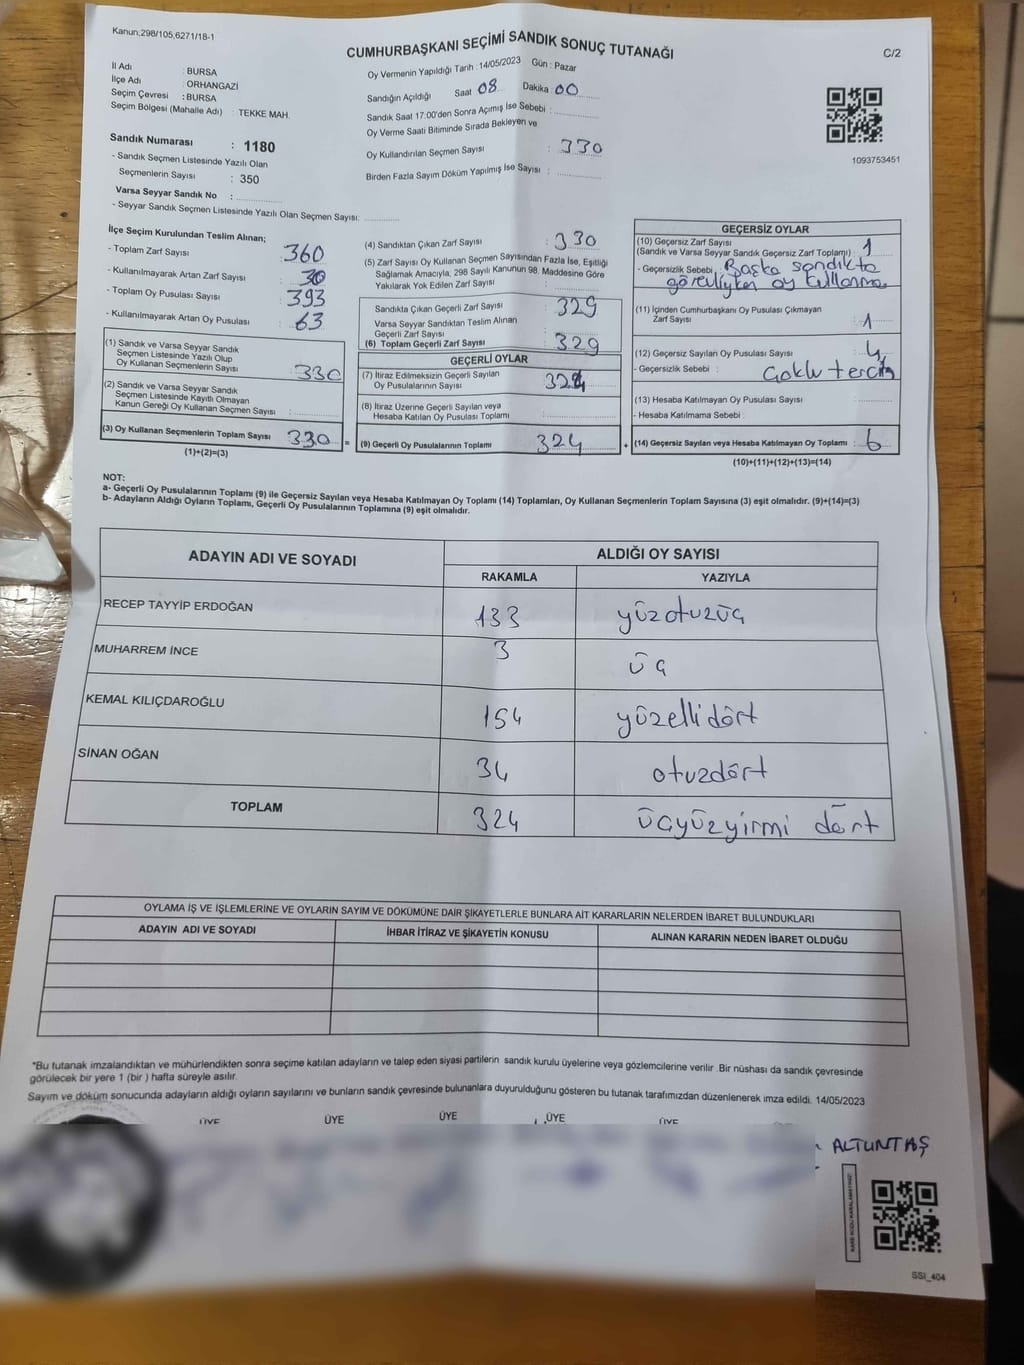 Kanun;298/105,6271/18-1
CUMHURBAŞKANI SEÇİMİ SANDIK SONUÇ TUTANAĞI
C/2
İl Adı : BURSA
İlçe Adı : ORHANGAZİ
Seçim Çevresi : BURSA
Seçim Bölgesi (Mahalle Adı) : TEKKE MAH.
Oy Vermenin Yapıldığı Tarih : 14/05/2023 Gün : Pazar
Sandığın Açıldığı Saat 08 Dakika 00
Sandık Saat 17:00'den Sonra Açımış İse Sebebi :
Oy Verme Saati Bitiminde Sırada Bekleyen ve
Oy Kullandırılan Seçmen Sayısı : 330
Birden Fazla Sayım Döküm Yapılmış İse Sayısı :
1093753451
Sandık Numarası : 1180
- Sandık Seçmen Listesinde Yazılı Olan
Seçmenlerin Sayısı : 350
Varsa Seyyar Sandık No :
- Seyyar Sandık Seçmen Listesinde Yazılı Olan Seçmen Sayısı:
İlçe Seçim Kurulundan Teslim Alınan;
- Toplam Zarf Sayısı : 360
- Kullanılmayarak Artan Zarf Sayısı : 30
- Toplam Oy Pusulası Sayısı : 393
- Kullanılmayarak Artan Oy Pusulası : 63
(1) Sandık ve Varsa Seyyar Sandık
Seçmen Listesinde Yazılı Olup
Oy Kullanan Seçmenlerin Sayısı : 330
(2) Sandık ve Varsa Seyyar Sandık
Seçmen Listesinde Kayıtlı Olmayan
Kanun Gereği Oy Kullanan Seçmen Sayısı :
(3) Oy Kullanan Seçmenlerin Toplam Sayısı : 330 =
(1)+(2)=(3)
(4) Sandıktan Çıkan Zarf Sayısı : 330
(5) Zarf Sayısı Oy Kullanan Seçmen Sayısından Fazla İse, Eşitliği
Sağlamak Amacıyla, 298 Sayılı Kanunun 98. Maddesine Göre
Yakılarak Yok Edilen Zarf Sayısı :
Sandıkta Çıkan Geçerli Zarf Sayısı : 329
Varsa Seyyar Sandıktan Teslim Alınan
Geçerli Zarf Sayısı :
(6) Toplam Geçerli Zarf Sayısı : 329
GEÇERLİ OYLAR
(7) İtiraz Edilmeksizin Geçerli Sayılan
Oy Pusulalarının Sayısı : 324
(8) İtiraz Üzerine Geçerli Sayılan veya
Hesaba Katılan Oy Pusulaları Toplamı :
(9) Geçerli Oy Pusulalarının Toplamı : 324 +
GEÇERSİZ OYLAR
(10) Geçersiz Zarf Sayısı
(Sandık ve Varsa Seyyar Sandık Geçersiz Zarf Toplamı) : 1
- Geçersizlik Sebebi : Başka sandıkta
görevliyken oy kullanma
(11) İçinden Cumhurbaşkanı Oy Pusulası Çıkmayan
Zarf Sayısı : 1
(12) Geçersiz Sayılan Oy Pusulası Sayısı : 4
- Geçersizlik Sebebi : Çoklu tercih
(13) Hesaba Katılmayan Oy Pusulası Sayısı :
- Hesaba Katılmama Sebebi :
(14) Geçersiz Sayılan veya Hesaba Katılmayan Oy Toplamı : 6
(10)+(11)+(12)+(13)=(14)
NOT:
a- Geçerli Oy Pusulalarının Toplamı (9) ile Geçersiz Sayılan veya Hesaba Katılmayan Oy Toplamı (14) Toplamları, Oy Kullanan Seçmenlerin Toplam Sayısına (3) eşit olmalıdır. (9)+(14)=(3)
b- Adayların Aldığı Oyların Toplamı, Geçerli Oy Pusulalarının Toplamına (9) eşit olmalıdır.
ADAYIN ADI VE SOYADI ALDIĞI OY SAYISI
RAKAMLA YAZIYLA
RECEP TAYYİP ERDOĞAN 133 yüzotuzüç
MUHARREM İNCE 3 üç
KEMAL KILIÇDAROĞLU 154 yüzellidört
SİNAN OĞAN 34 otuzdört
TOPLAM 324 üçyüzyirmi dört
OYLAMA İŞ VE İŞLEMLERİNE VE OYLARIN SAYIM VE DÖKÜMÜNE DAİR ŞİKAYETLERLE BUNLARA AİT KARARLARIN NELERDEN İBARET BULUNDUKLARI
ADAYIN ADI VE SOYADI İHBAR İTİRAZ VE ŞİKAYETİN KONUSU ALINAN KARARIN NEDEN İBARET OLDUĞU
*Bu tutanak imzalandıktan ve mühürlendikten sonra seçime katılan adayların ve talep eden siyasi partilerin sandık kurulu üyelerine veya gözlemcilerine verilir .Bir nüshası da sandık çevresinde
görülecek bir yere 1 (bir ) hafta süreyle asılır.
Sayım ve döküm sonucunda adayların aldığı oyların sayılarını ve bunların sandık çevresinde bulunanlara duyurulduğunu gösteren bu tutanak tarafımızdan düzenlenerek imza edildi. 14/05/2023
ÜYE ÜYE ÜYE ÜYE ÜYE
ALTUNTAŞ
KARE KODU KARALAMAYINIZ
SSI_404